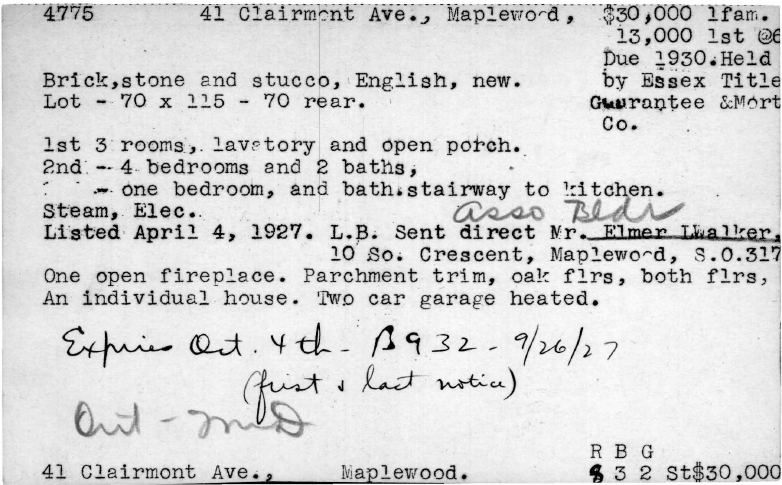 4775 41 Clairmont Ave., Maplewood, $30,000 1fam.
13,000 1st @6
Due 1930.Held
Brick,stone and stucco, English, new. by Essex Title
Lot - 70 x 115 - 70 rear. Guurantee &Mort
Co.
1st 3 rooms, lavatory and open porch.
2nd - 4 bedrooms and 2 baths,
- one bedroom, and bath.stairway to kitchen.
Steam, Elec. Asso Bldr
Listed April 4, 1927. L.B. Sent direct Mr. Elmer LWalker,
10 So. Crescent, Maplewood, S.O.317
One open fireplace. Parchment trim, oak flrs, both flrs,
An individual house. Two car garage heated.
Expires Oct. 4th - B932 - 9/26/27
(first & last notice)
Out -
R B G
41 Clairmont Ave., Maplewood. 8 3 2 St$30,000